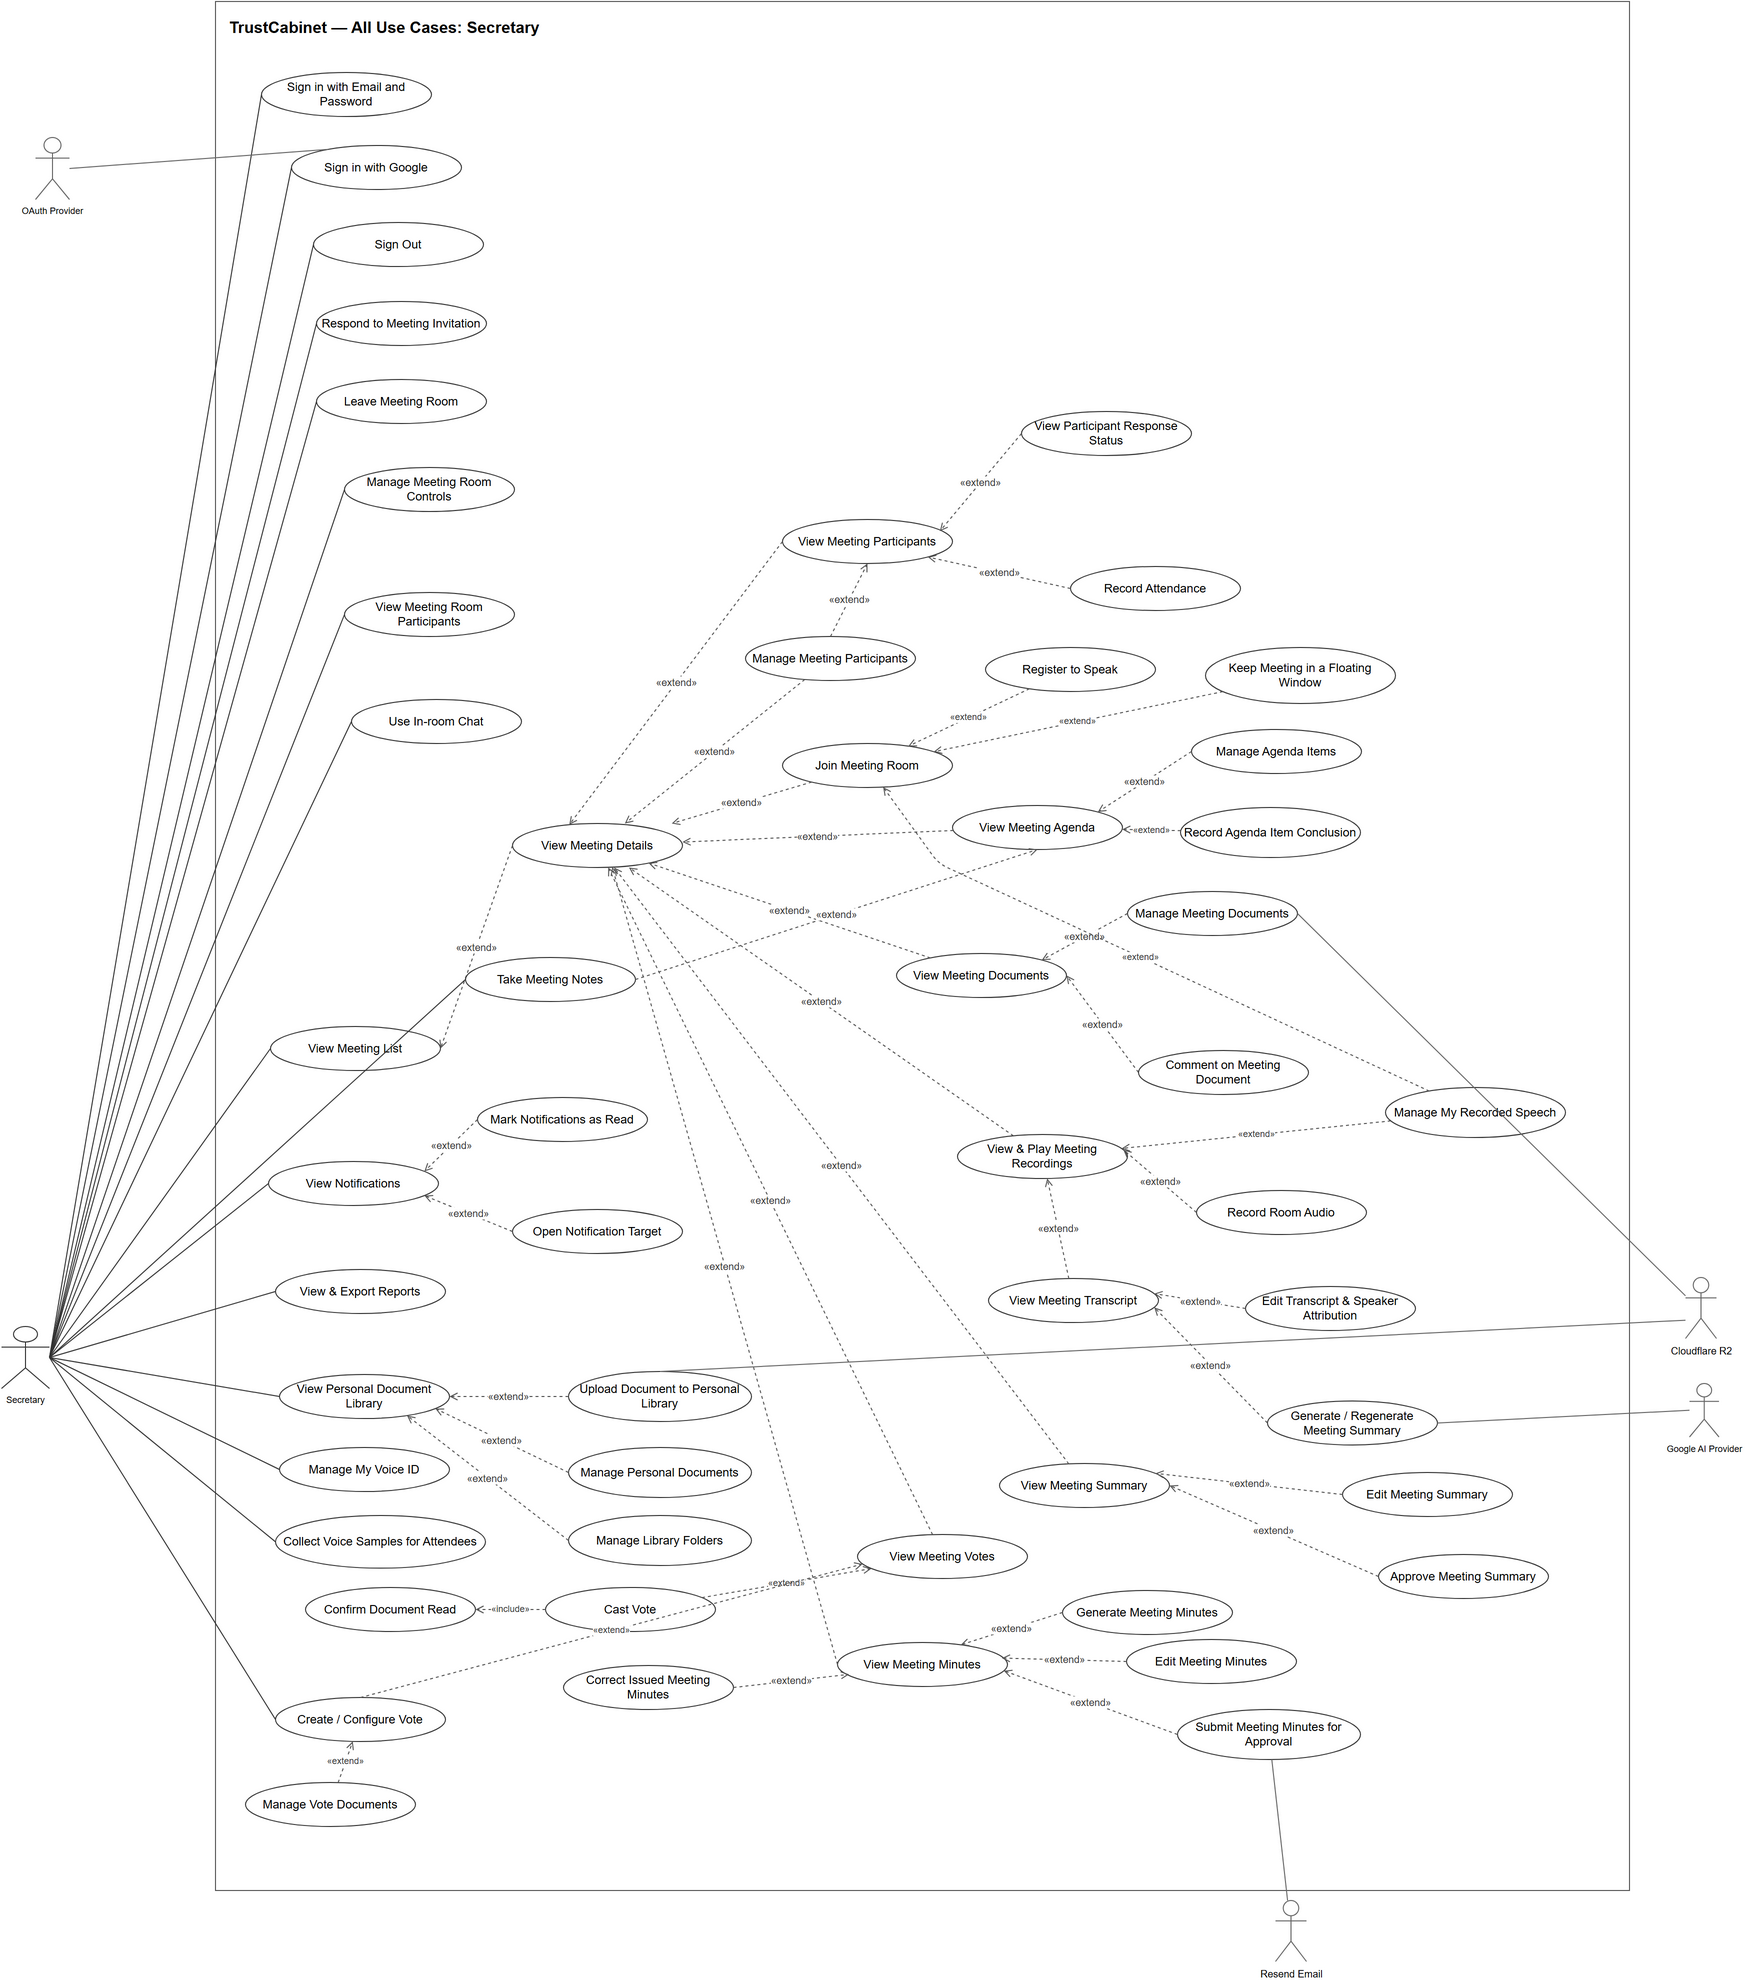 TrustCabinet — All Use Cases: Secretary
Sign in with Email and
Password
Sign in with Google
OAuth Provider
Sign Out
Respond to Meeting Invitation
Leave Meeting Room
View Participant Response
Status
Manage Meeting Room
Controls
«extend»
View Meeting Participants
«extend»
Record Attendance
«extend»
View Meeting Room
Participants
Manage Meeting Participants
Register to Speak
Keep Meeting in a Floating
Window
«extend»
«extend»
«extend»
Use In-room Chat
«extend»
Manage Agenda Items
Join Meeting Room
«extend»
«extend»
View Meeting Agenda
«extend»
Record Agenda Item Conclusion
«extend»
View Meeting Details
«extend»
«extend»
Manage Meeting Documents
«extend»
«extend»
«extend»
View Meeting Documents
Take Meeting Notes
«extend»
«extend»
View Meeting List
Comment on Meeting
Document
Mark Notifications as Read
Manage My Recorded Speech
«extend»
«extend»
View & Play Meeting
Recordings
«extend»
«extend»
View Notifications
«extend»
«extend»
Record Room Audio
«extend»
Open Notification Target
«extend»
«extend»
View & Export Reports
View Meeting Transcript
«extend»
Edit Transcript & Speaker
Attribution
Cloudflare R2
«extend»
Secretary
View Personal Document
Library
«extend»
Upload Document to Personal
Library
Generate / Regenerate
Meeting Summary
Google AI Provider
«extend»
Manage My Voice ID
«extend»
Manage Personal Documents
View Meeting Summary
«extend»
Edit Meeting Summary
«extend»
Collect Voice Samples for Attendees
Manage Library Folders
View Meeting Votes
Approve Meeting Summary
«extend»
Confirm Document Read
«include»
Cast Vote
Generate Meeting Minutes
«extend»
«extend»
View Meeting Minutes
«extend»
Edit Meeting Minutes
Correct Issued Meeting
Minutes
«extend»
«extend»
Create / Configure Vote
Submit Meeting Minutes for
Approval
«extend»
Manage Vote Documents
Resend Email